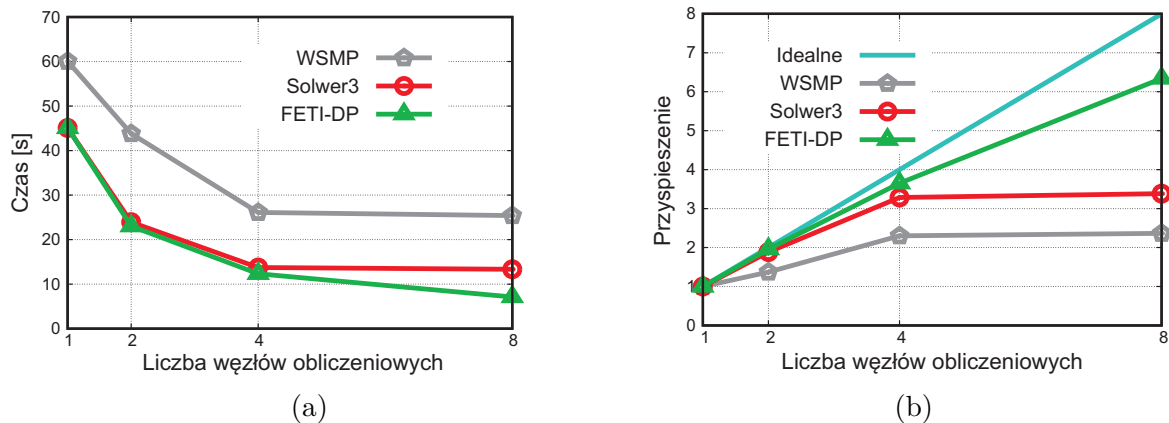 70
60
50
40
30
20
10
0
Czas [s]
WSMP
Solwer3
FETI-DP
1 2 4 8
Liczba węzłów obliczeniowych
(a)
8
7
6
5
4
3
2
1
0
Przyspieszenie
Idealne
WSMP
Solwer3
FETI-DP
1 2 4 8
Liczba węzłów obliczeniowych
(b)